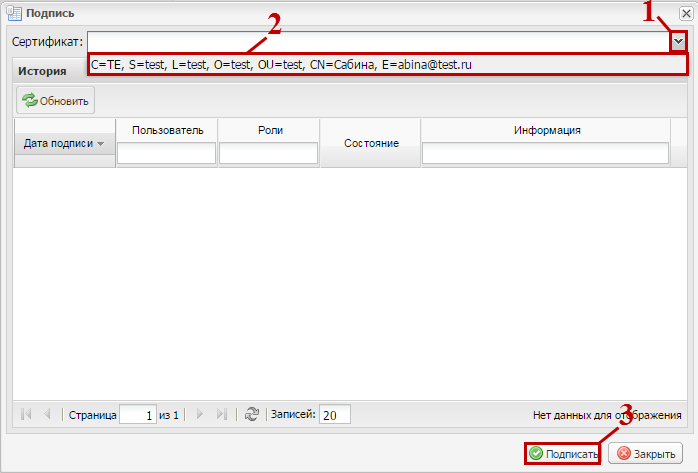 Подпись
1
2
Сертификат:
C=TE, S=test, L=test, O=test, OU=test, CN=Сабина, E=abina@test.ru
История
Обновить
Дата подписи
Пользователь
Роли
Состояние
Информация
Страница 1 из 1 Записей: 20 Нет данных для отображения
3
Подписать Закрыть